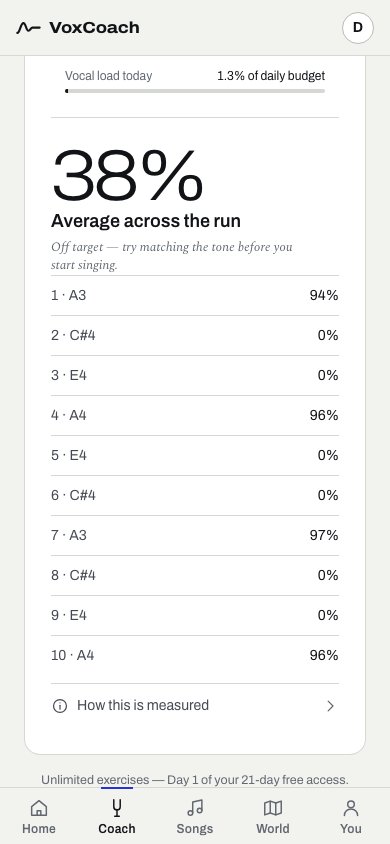 VoxCoach
D
Vocal load today 1.3% of daily budget
38%
Average across the run
Off target — try matching the tone before you
start singing.
1 · A3 94%
2 · C#4 0%
3 · E4 0%
4 · A4 96%
5 · E4 0%
6 · C#4 0%
7 · A3 97%
8 · C#4 0%
9 · E4 0%
10 · A4 96%
How this is measured
Unlimited exercises — Day 1 of your 21-day free access.
Home Coach Songs World You